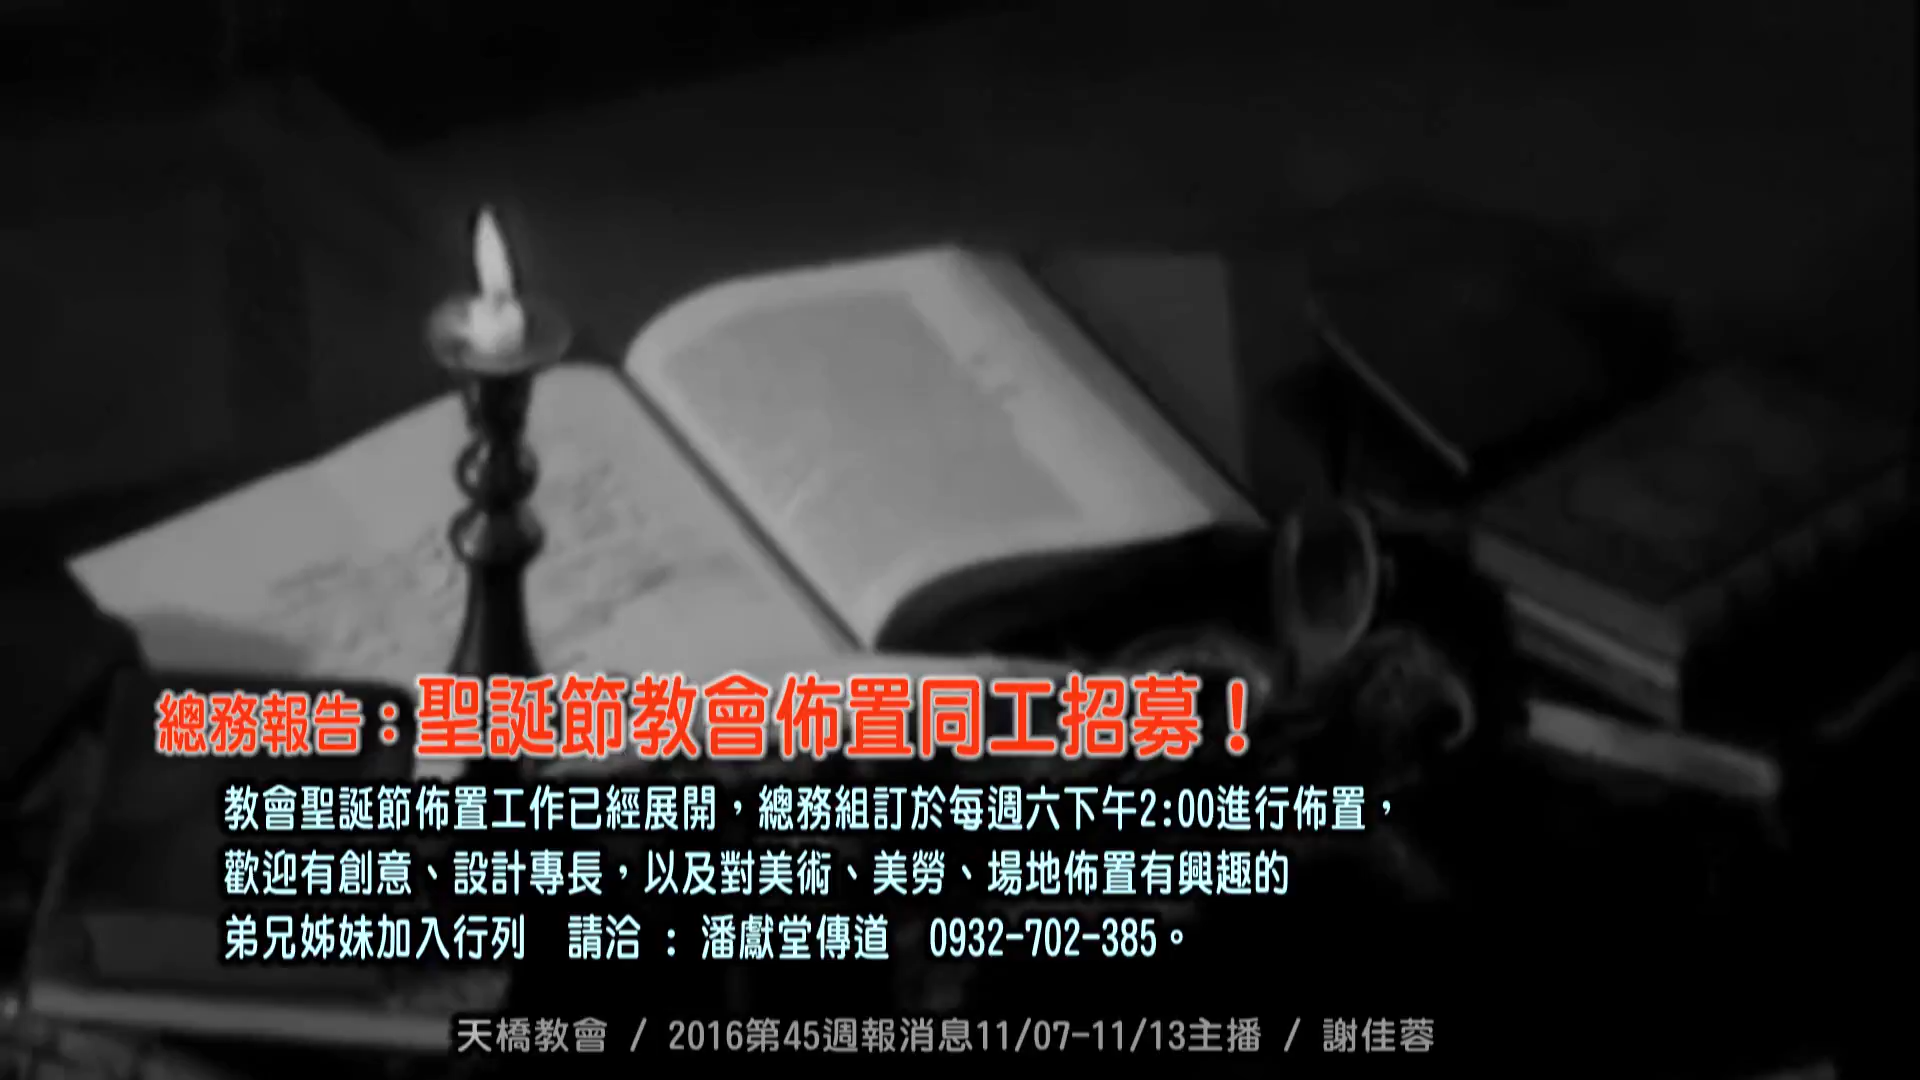 總務報告：聖誕節教會佈置同工招募！
教會聖誕節佈置工作已經展開，總務組訂於每週六下午2:00進行佈置，
歡迎有創意、設計專長，以及對美術、美勞、場地佈置有興趣的
弟兄姊妹加入行列　請洽 : 潘獻堂傳道　0932-702-385。
天橋教會 / 2016第45週報消息11/07-11/13主播 / 謝佳蓉